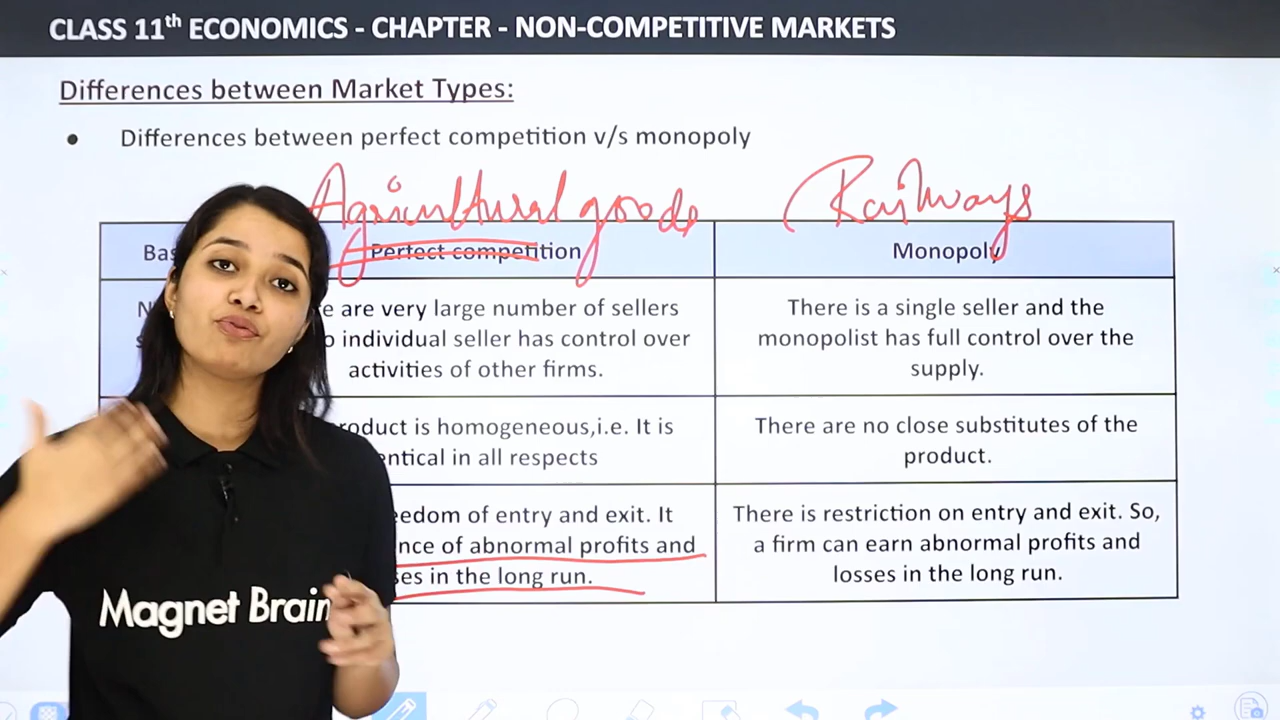 CLASS 11th ECONOMICS - CHAPTER - NON-COMPETITIVE MARKETS
Differences between Market Types:
• Differences between perfect competition v/s monopoly
Agricultural goods
Railways
Perfect competition
Monopoly
are very large number of sellers
individual seller has control over
activities of other firms.
There is a single seller and the
monopolist has full control over the
supply.
is homogeneous,i.e. It is
in all respects
There are no close substitutes of the
product.
of entry and exit. It
of abnormal profits and
in the long run.
There is restriction on entry and exit. So,
a firm can earn abnormal profits and
losses in the long run.
Magnet Brain